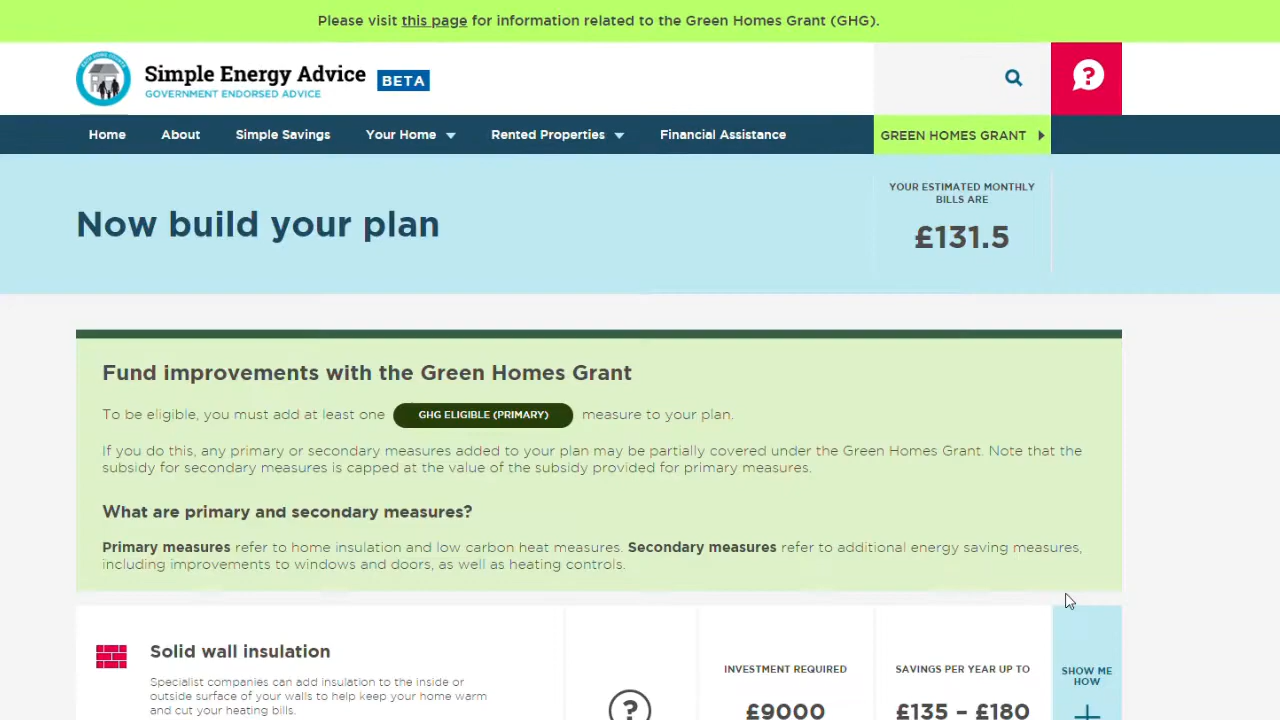 Please visit this page for information related to the Green Homes Grant (GHG).
Simple Energy Advice BETA
GOVERNMENT ENDORSED ADVICE
Home About Simple Savings Your Home Rented Properties Financial Assistance GREEN HOMES GRANT
Now build your plan
YOUR ESTIMATED MONTHLY
BILLS ARE
£131.5
Fund improvements with the Green Homes Grant
To be eligible, you must add at least one GHG ELIGIBLE (PRIMARY) measure to your plan.
If you do this, any primary or secondary measures added to your plan may be partially covered under the Green Homes Grant. Note that the
subsidy for secondary measures is capped at the value of the subsidy provided for primary measures.
What are primary and secondary measures?
Primary measures refer to home insulation and low carbon heat measures. Secondary measures refer to additional energy saving measures,
including improvements to windows and doors, as well as heating controls.
Solid wall insulation
Specialist companies can add insulation to the inside or
outside surface of your walls to help keep your home warm
and cut your heating bills.
?
INVESTMENT REQUIRED
£9000
SAVINGS PER YEAR UP TO
£135 – £180
SHOW ME
HOW